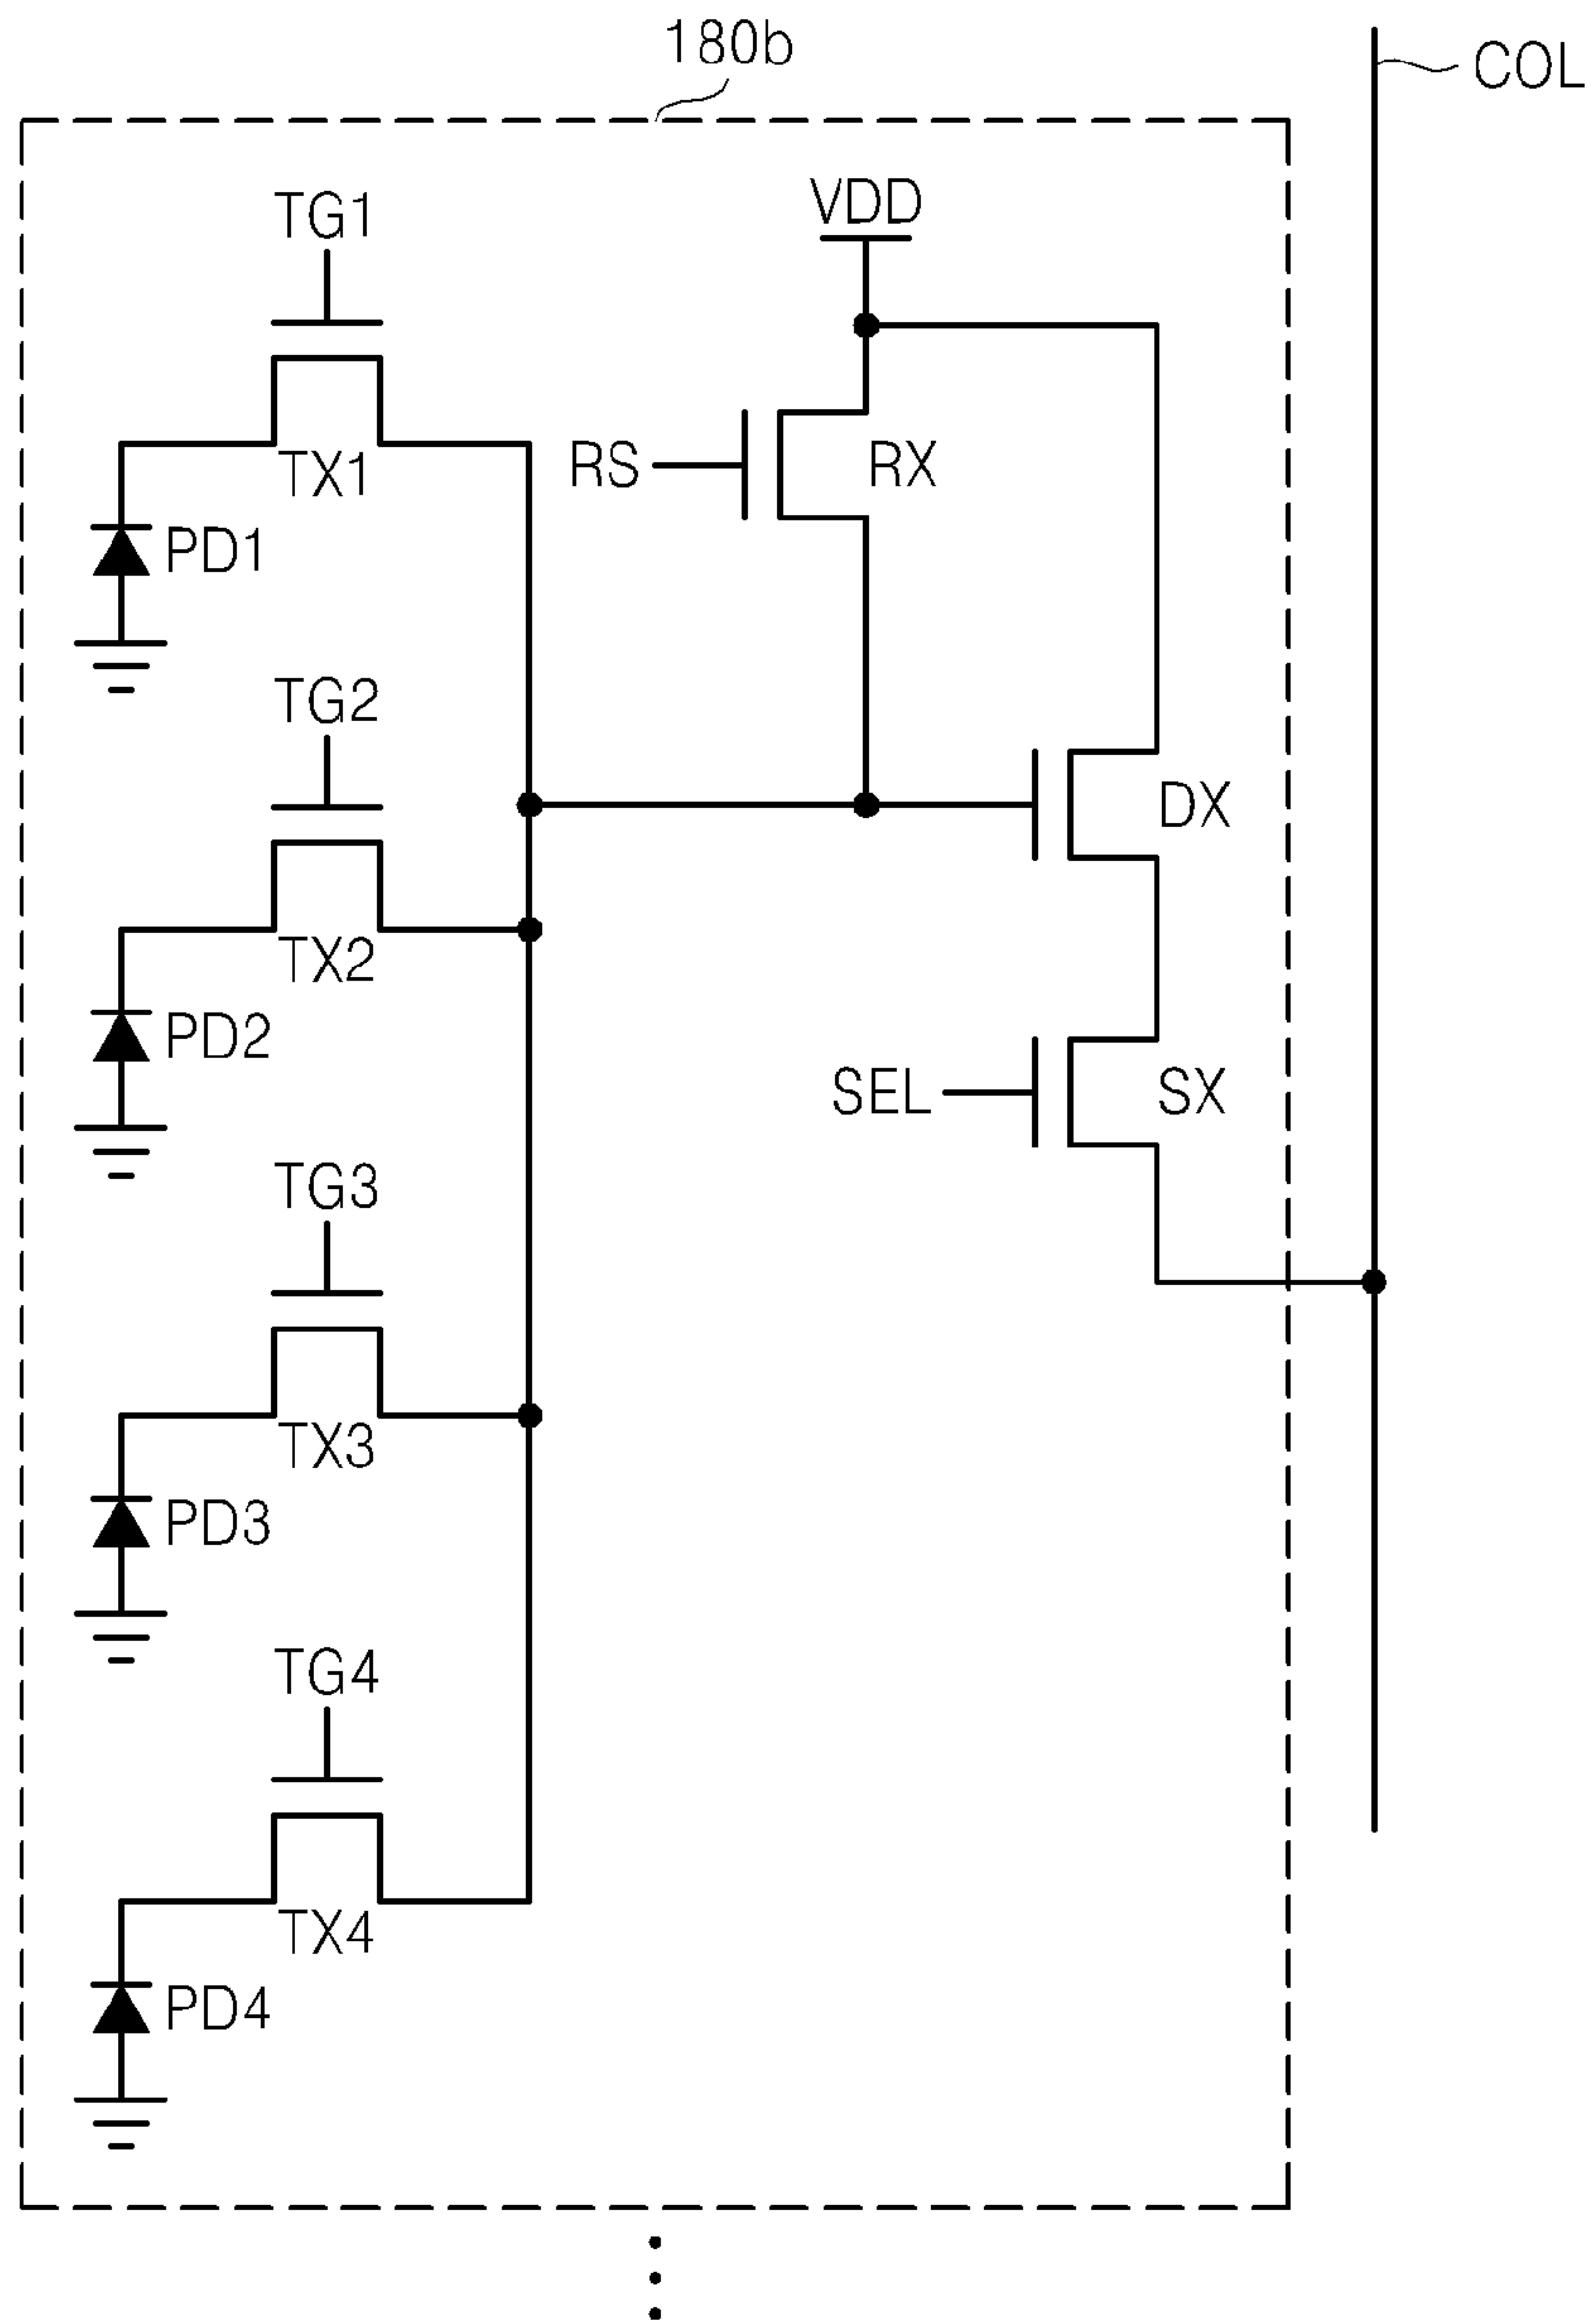 180b
COL
TG1
VDD
RS
RX
TX1
PD1
TG2
DX
TX2
PD2
SEL
SX
TG3
TX3
PD3
TG4
TX4
PD4